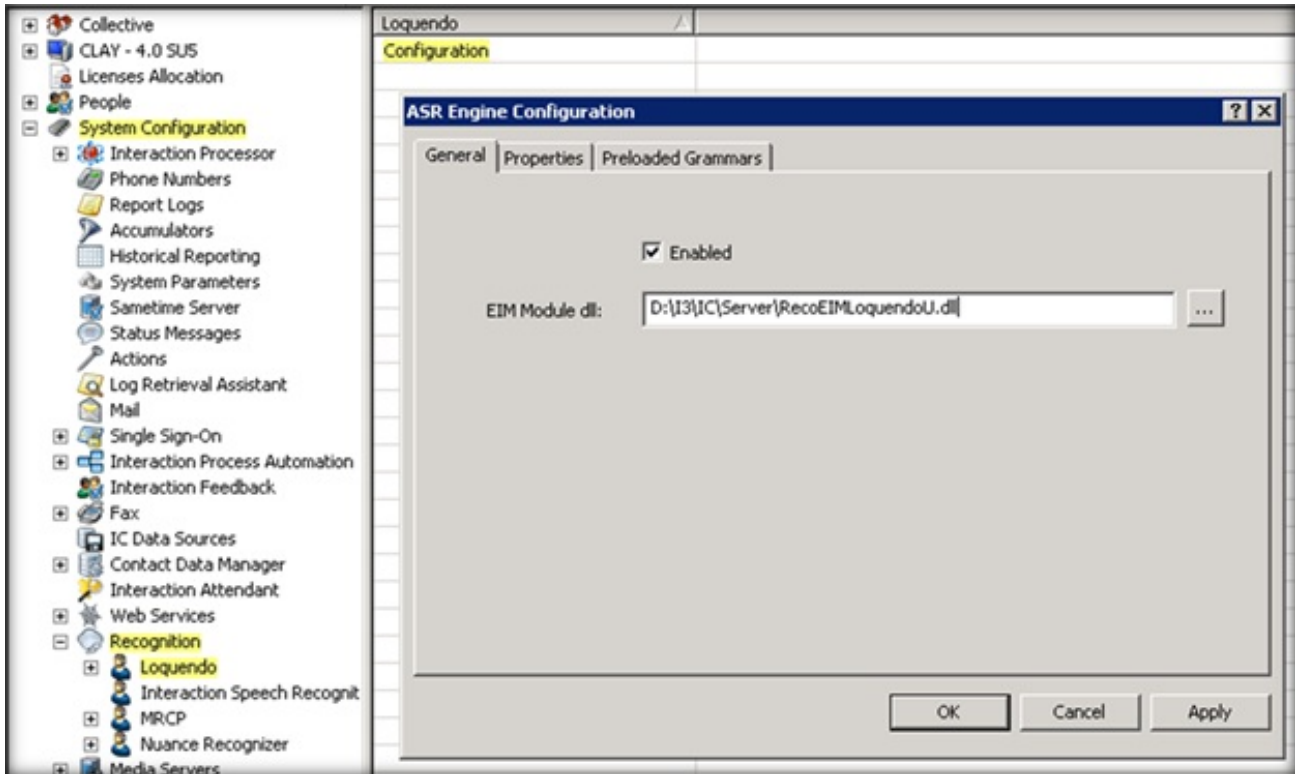 Collective
CLAY - 4.0 SU5
Licenses Allocation
People
System Configuration
Interaction Processor
Phone Numbers
Report Logs
Accumulators
Historical Reporting
System Parameters
Sametime Server
Status Messages
Actions
Log Retrieval Assistant
Mail
Single Sign-On
Interaction Process Automation
Interaction Feedback
Fax
IC Data Sources
Contact Data Manager
Interaction Attendant
Web Services
Recognition
Loquendo
Interaction Speech Recognit
MRCP
Nuance Recognizer
Media Servers
Loquendo
Configuration
ASR Engine Configuration
General Properties Preloaded Grammars
Enabled
EIM Module dll: D:\I3\IC\Server\RecoEIMLoquendoU.dll ...
OK Cancel Apply